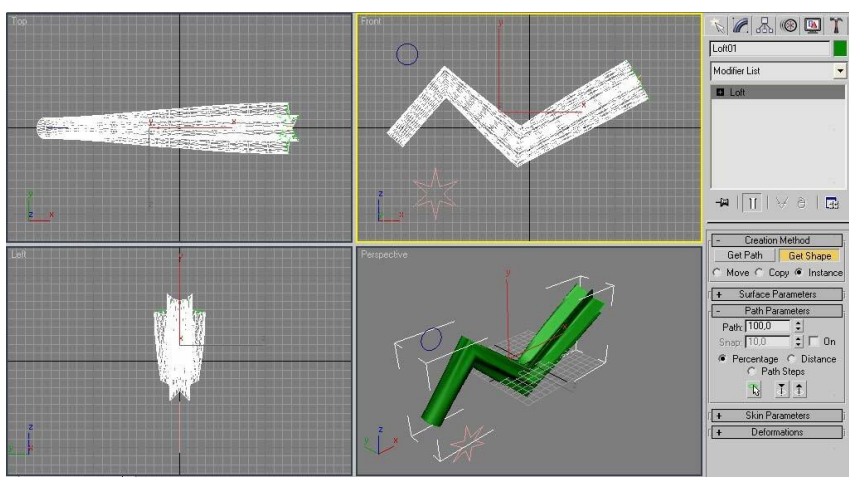 Top
Front
Left
Perspective
y
x
z
x
y
z
x
y
x
z
x
y
x
z
y
y
x
z
y
x
Loft01
Modifier List
Loft
- Creation Method
Get Path Get Shape
Move Copy Instance
+ Surface Parameters
- Path Parameters
Path: 100,0
Snap: 10,0 On
Percentage Distance
Path Steps
+ Skin Parameters
+ Deformations